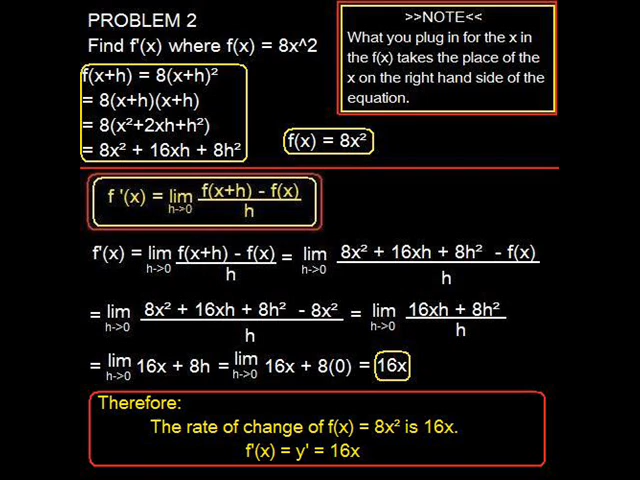 PROBLEM 2
Find f'(x) where f(x) = 8x^2
f(x+h) = 8(x+h)²
= 8(x+h)(x+h)
= 8(x²+2xh+h²)
= 8x² + 16xh + 8h²
>>NOTE<<
What you plug in for the x in
the f(x) takes the place of the
x on the right hand side of the
equation.
f(x) = 8x²
f '(x) = lim h->0 f(x+h) - f(x) / h
f'(x) = lim h->0 f(x+h) - f(x) / h = lim h->0 8x² + 16xh + 8h² - f(x) / h
= lim h->0 8x² + 16xh + 8h² - 8x² / h = lim h->0 16xh + 8h² / h
= lim h->0 16x + 8h = lim h->0 16x + 8(0) = 16x
Therefore:
The rate of change of f(x) = 8x² is 16x.
f'(x) = y' = 16x